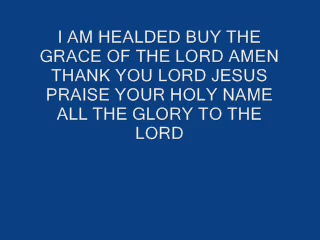 I AM HEALDED BUY THE
GRACE OF THE LORD AMEN
THANK YOU LORD JESUS
PRAISE YOUR HOLY NAME
ALL THE GLORY TO THE
LORD